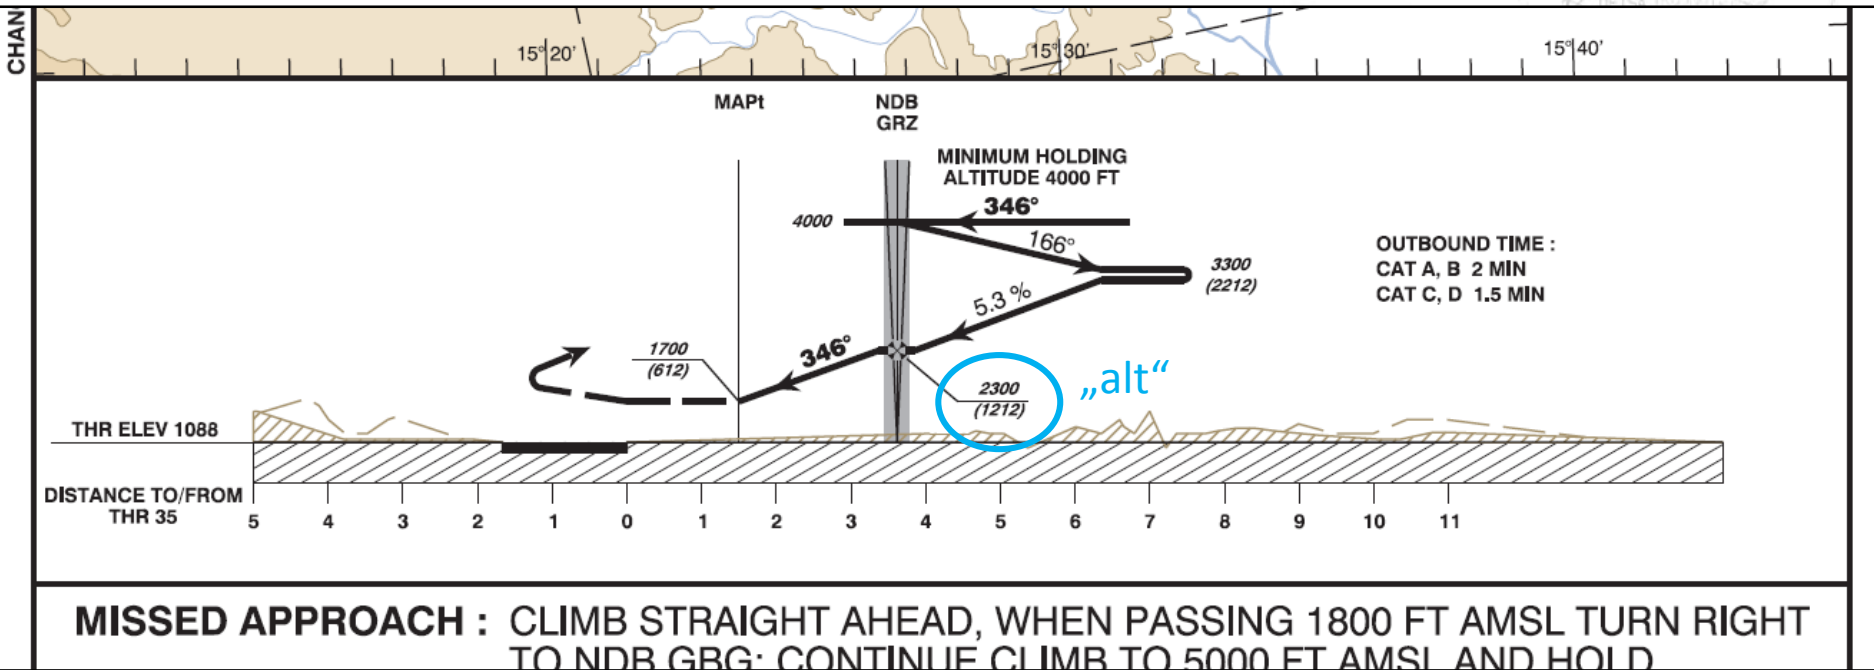 CHAN
15° 20'
15° 30'
15° 40'
MAPt
NDB
GRZ
MINIMUM HOLDING
ALTITUDE 4000 FT
4000
346°
166°
3300
(2212)
OUTBOUND TIME :
CAT A, B 2 MIN
CAT C, D 1.5 MIN
5.3 %
346°
1700
(612)
2300
(1212)
„alt“
THR ELEV 1088
DISTANCE TO/FROM
THR 35
5 4 3 2 1 0 1 2 3 4 5 6 7 8 9 10 11
MISSED APPROACH : CLIMB STRAIGHT AHEAD, WHEN PASSING 1800 FT AMSL TURN RIGHT
TO NDB GBG; CONTINUE CLIMB TO 5000 FT AMSL AND HOLD